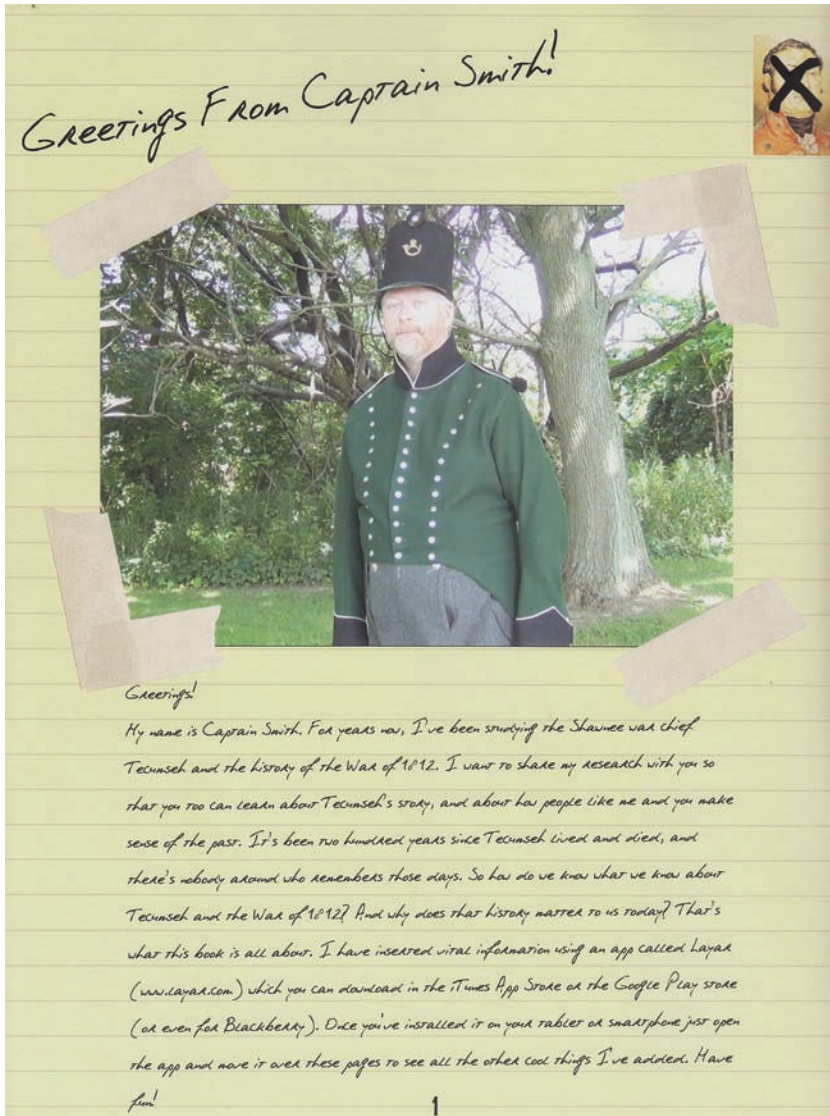 Greetings From Captain Smith!
Greetings!
My name is Captain Smith. For years now, I've been studying the Shawnee war chief
Tecumseh and the history of the War of 1812. I want to share my research with you so
that you too can learn about Tecumseh's story, and about how people like me and you make
sense of the past. It's been two hundred years since Tecumseh lived and died, and
there's nobody around who remembers those days. So how do we know what we know about
Tecumseh and the War of 1812? And why does that history matter to us today? That's
what this book is all about. I have inserted vital information using an app called Layar
(www.layar.com) which you can download in the iTunes App Store or the Google Play store
(or even for Blackberry). Once you've installed it on your tablet or smartphone just open
the app and move it over these pages to see all the other cool things I've added. Have
fun!
1